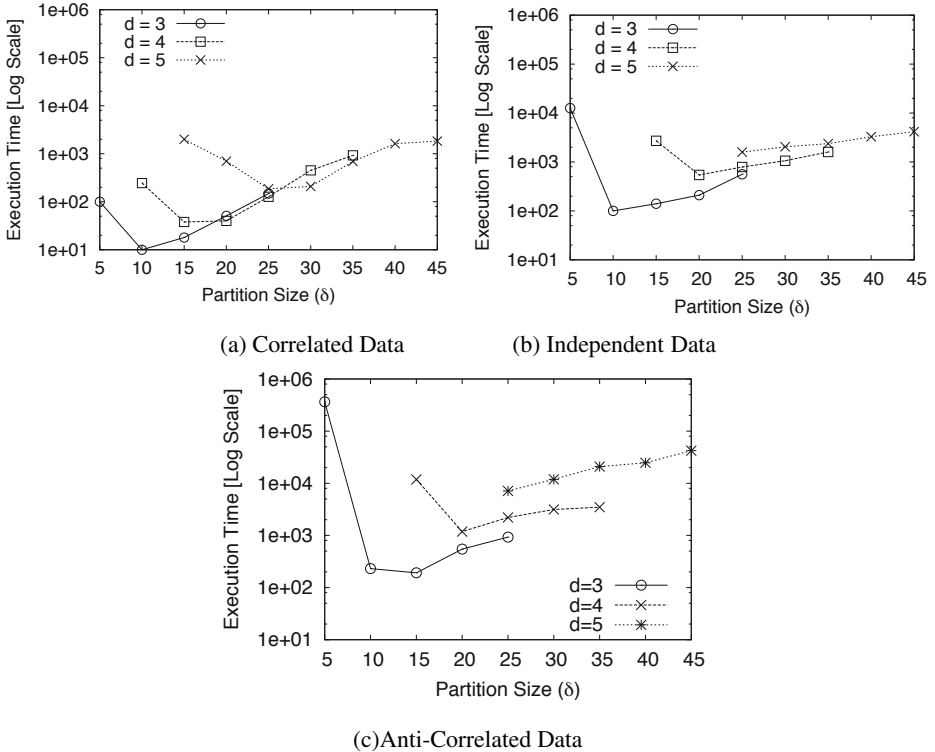 Execution Time [Log Scale]
1e+06
1e+05
1e+04
1e+03
1e+02
1e+01
d = 3
d = 4
d = 5
5 10 15 20 25 30 35 40 45
Partition Size (δ)
(a) Correlated Data
Execution Time [Log Scale]
1e+06
1e+05
1e+04
1e+03
1e+02
1e+01
d = 3
d = 4
d = 5
5 10 15 20 25 30 35 40 45
Partition Size (δ)
(b) Independent Data
Execution Time [Log Scale]
1e+06
1e+05
1e+04
1e+03
1e+02
1e+01
d=3
d=4
d=5
5 10 15 20 25 30 35 40 45
Partition Size (δ)
(c)Anti-Correlated Data